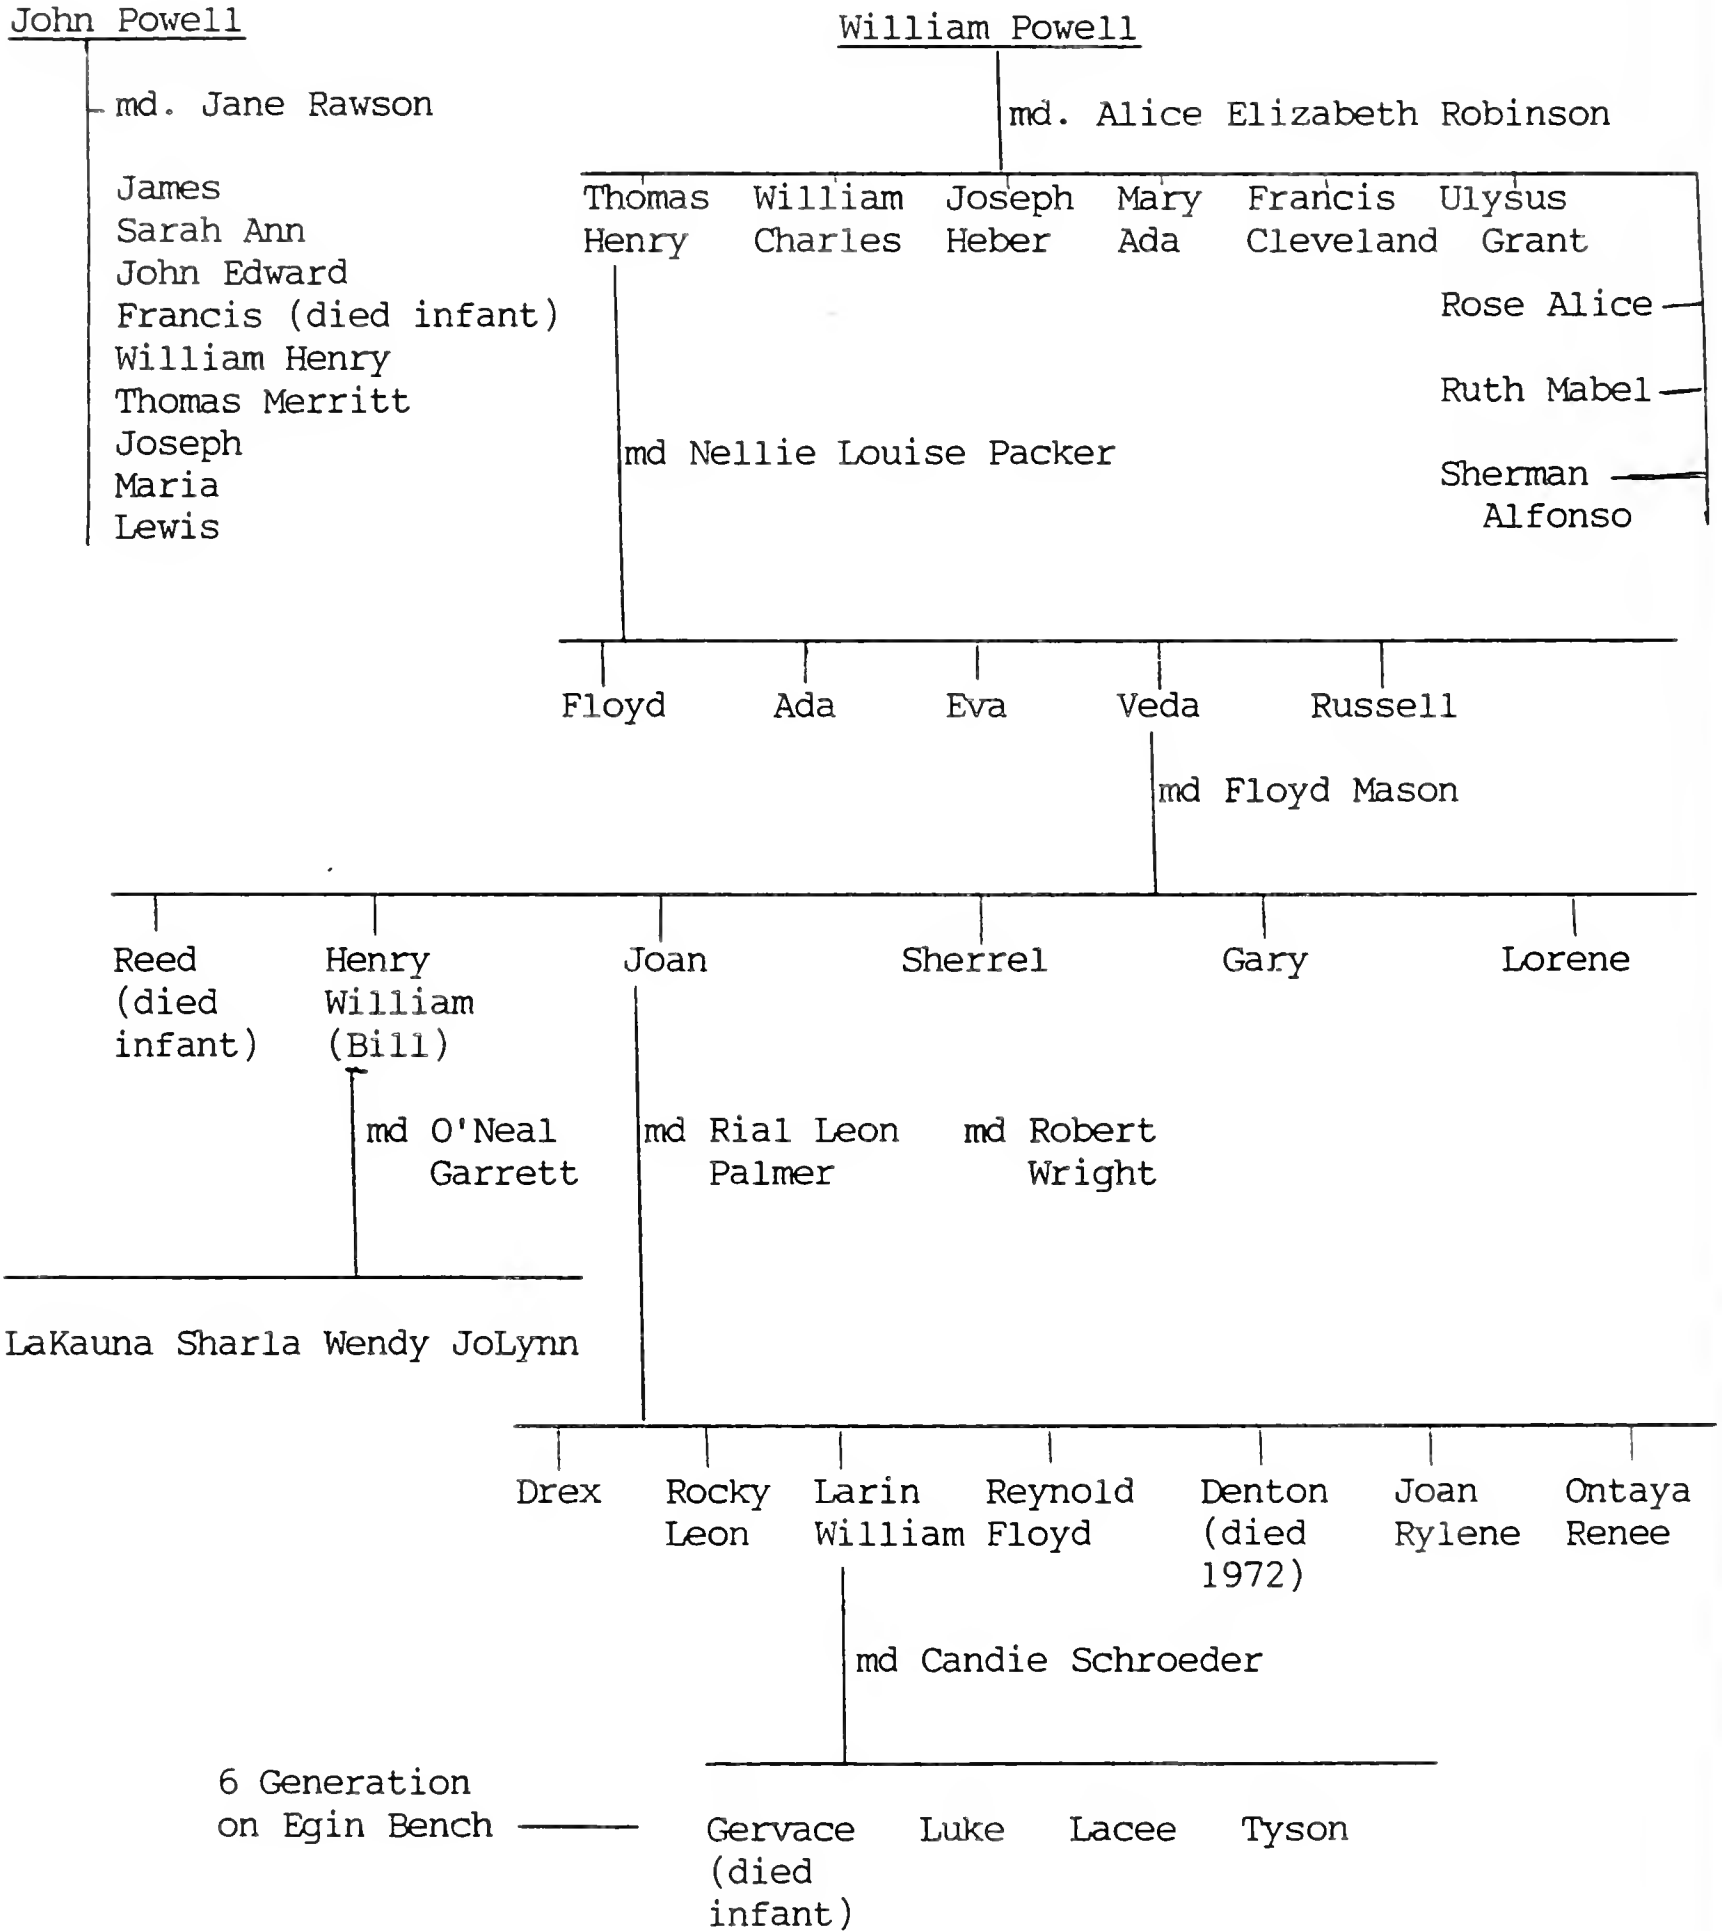 John Powell
md. Jane Rawson
James
Sarah Ann
John Edward
Francis (died infant)
William Henry
Thomas Merritt
Joseph
Maria
Lewis
William Powell
md. Alice Elizabeth Robinson
Thomas William Joseph Mary Francis Ulysus
Henry Charles Heber Ada Cleveland Grant
Rose Alice
Ruth Mabel
Sherman
Alfonso
md Nellie Louise Packer
Floyd Ada Eva Veda Russell
md Floyd Mason
Reed Henry Joan Sherrel Gary Lorene
(died William
infant) (Bill)
md O'Neal md Rial Leon md Robert
Garrett Palmer Wright
LaKauna Sharla Wendy JoLynn
Drex Rocky Larin Reynold Denton Joan Ontaya
Leon William Floyd (died Rylene Renee
1972)
md Candie Schroeder
6 Generation
on Egin Bench
Gervace Luke Lacee Tyson
(died
infant)